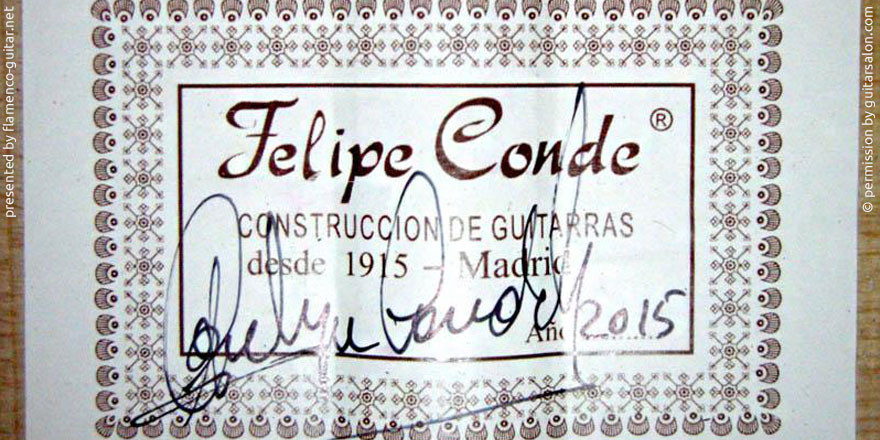 Felipe Conde ®
CONSTRUCCION DE GUITARRAS
desde 1915 – Madrid
Año 2015
presented by flamenco-guitar.net
© permission by guitarsalon.com